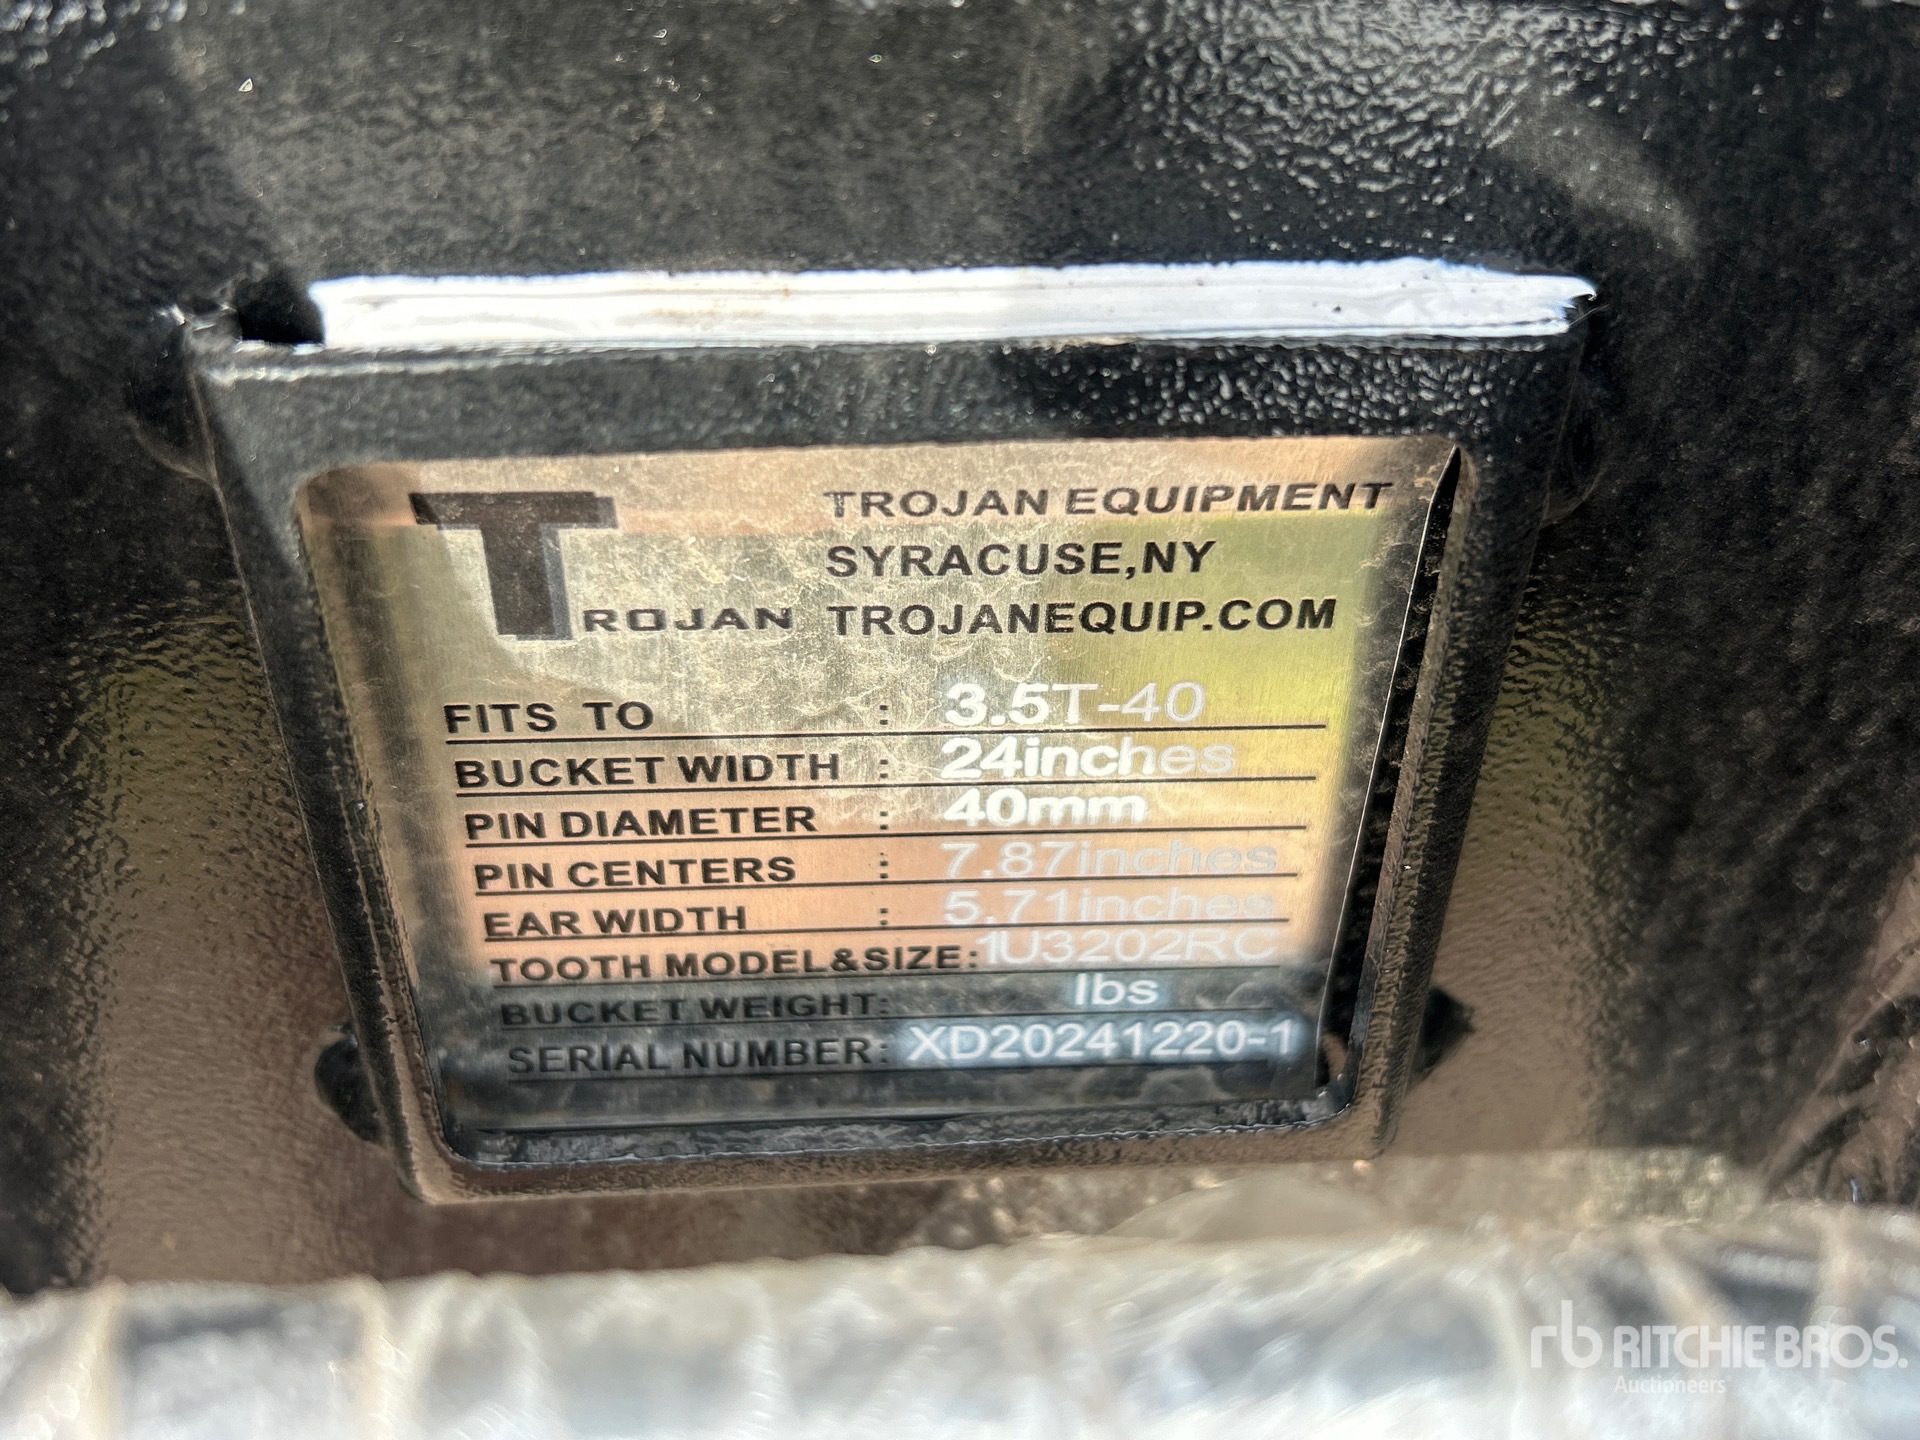 TROJAN
TROJAN EQUIPMENT
SYRACUSE,NY
TROJANEQUIP.COM
FITS TO : 3.5T-40
BUCKET WIDTH : 24inches
PIN DIAMETER : 40mm
PIN CENTERS : 7.87inches
EAR WIDTH : 5.71inches
TOOTH MODEL&SIZE:1U3202RC
BUCKET WEIGHT: lbs
SERIAL NUMBER: XD20241220-1
rb RITCHIE BROS.
Auctioneers